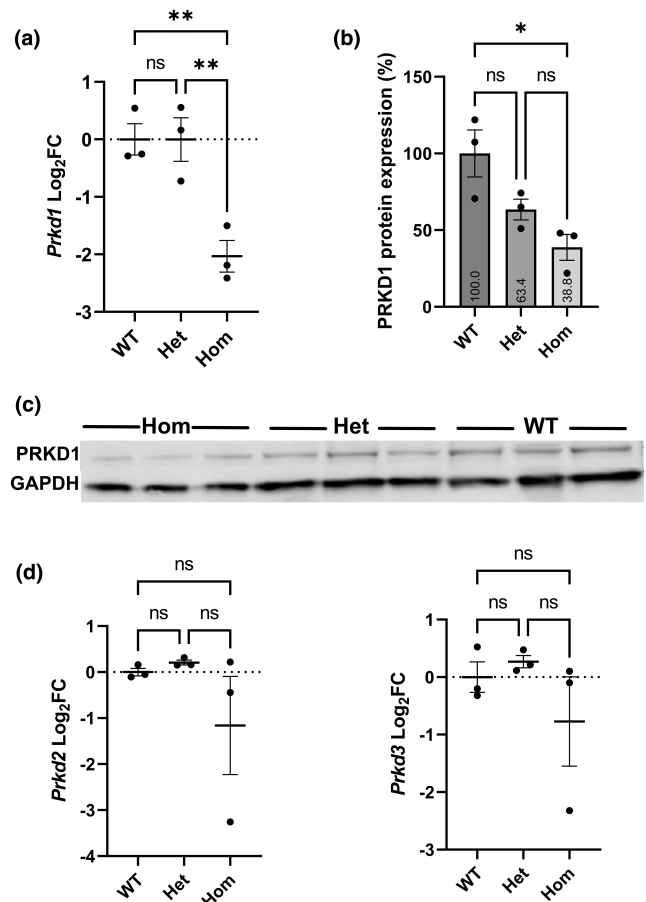 (a)
**
ns
**
Prkd1 Log2FC
1
0
-1
-2
-3
WT
Het
Hom
(b)
*
ns
ns
PRKD1 protein expression (%)
150
100
50
0
100.0
63.4
38.8
WT
Het
Hom
(c)
Hom
Het
WT
PRKD1
GAPDH
(d)
ns
ns
ns
Prkd2 Log2FC
1
0
-1
-2
-3
-4
WT
Het
Hom
ns
ns
ns
Prkd3 Log2FC
1
0
-1
-2
-3
WT
Het
Hom